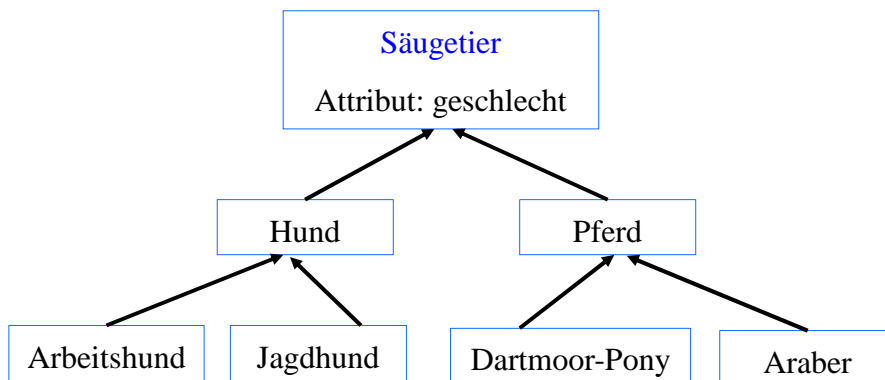 Säugetier
Attribut: geschlecht
Hund
Pferd
Arbeitshund
Jagdhund
Dartmoor-Pony
Araber